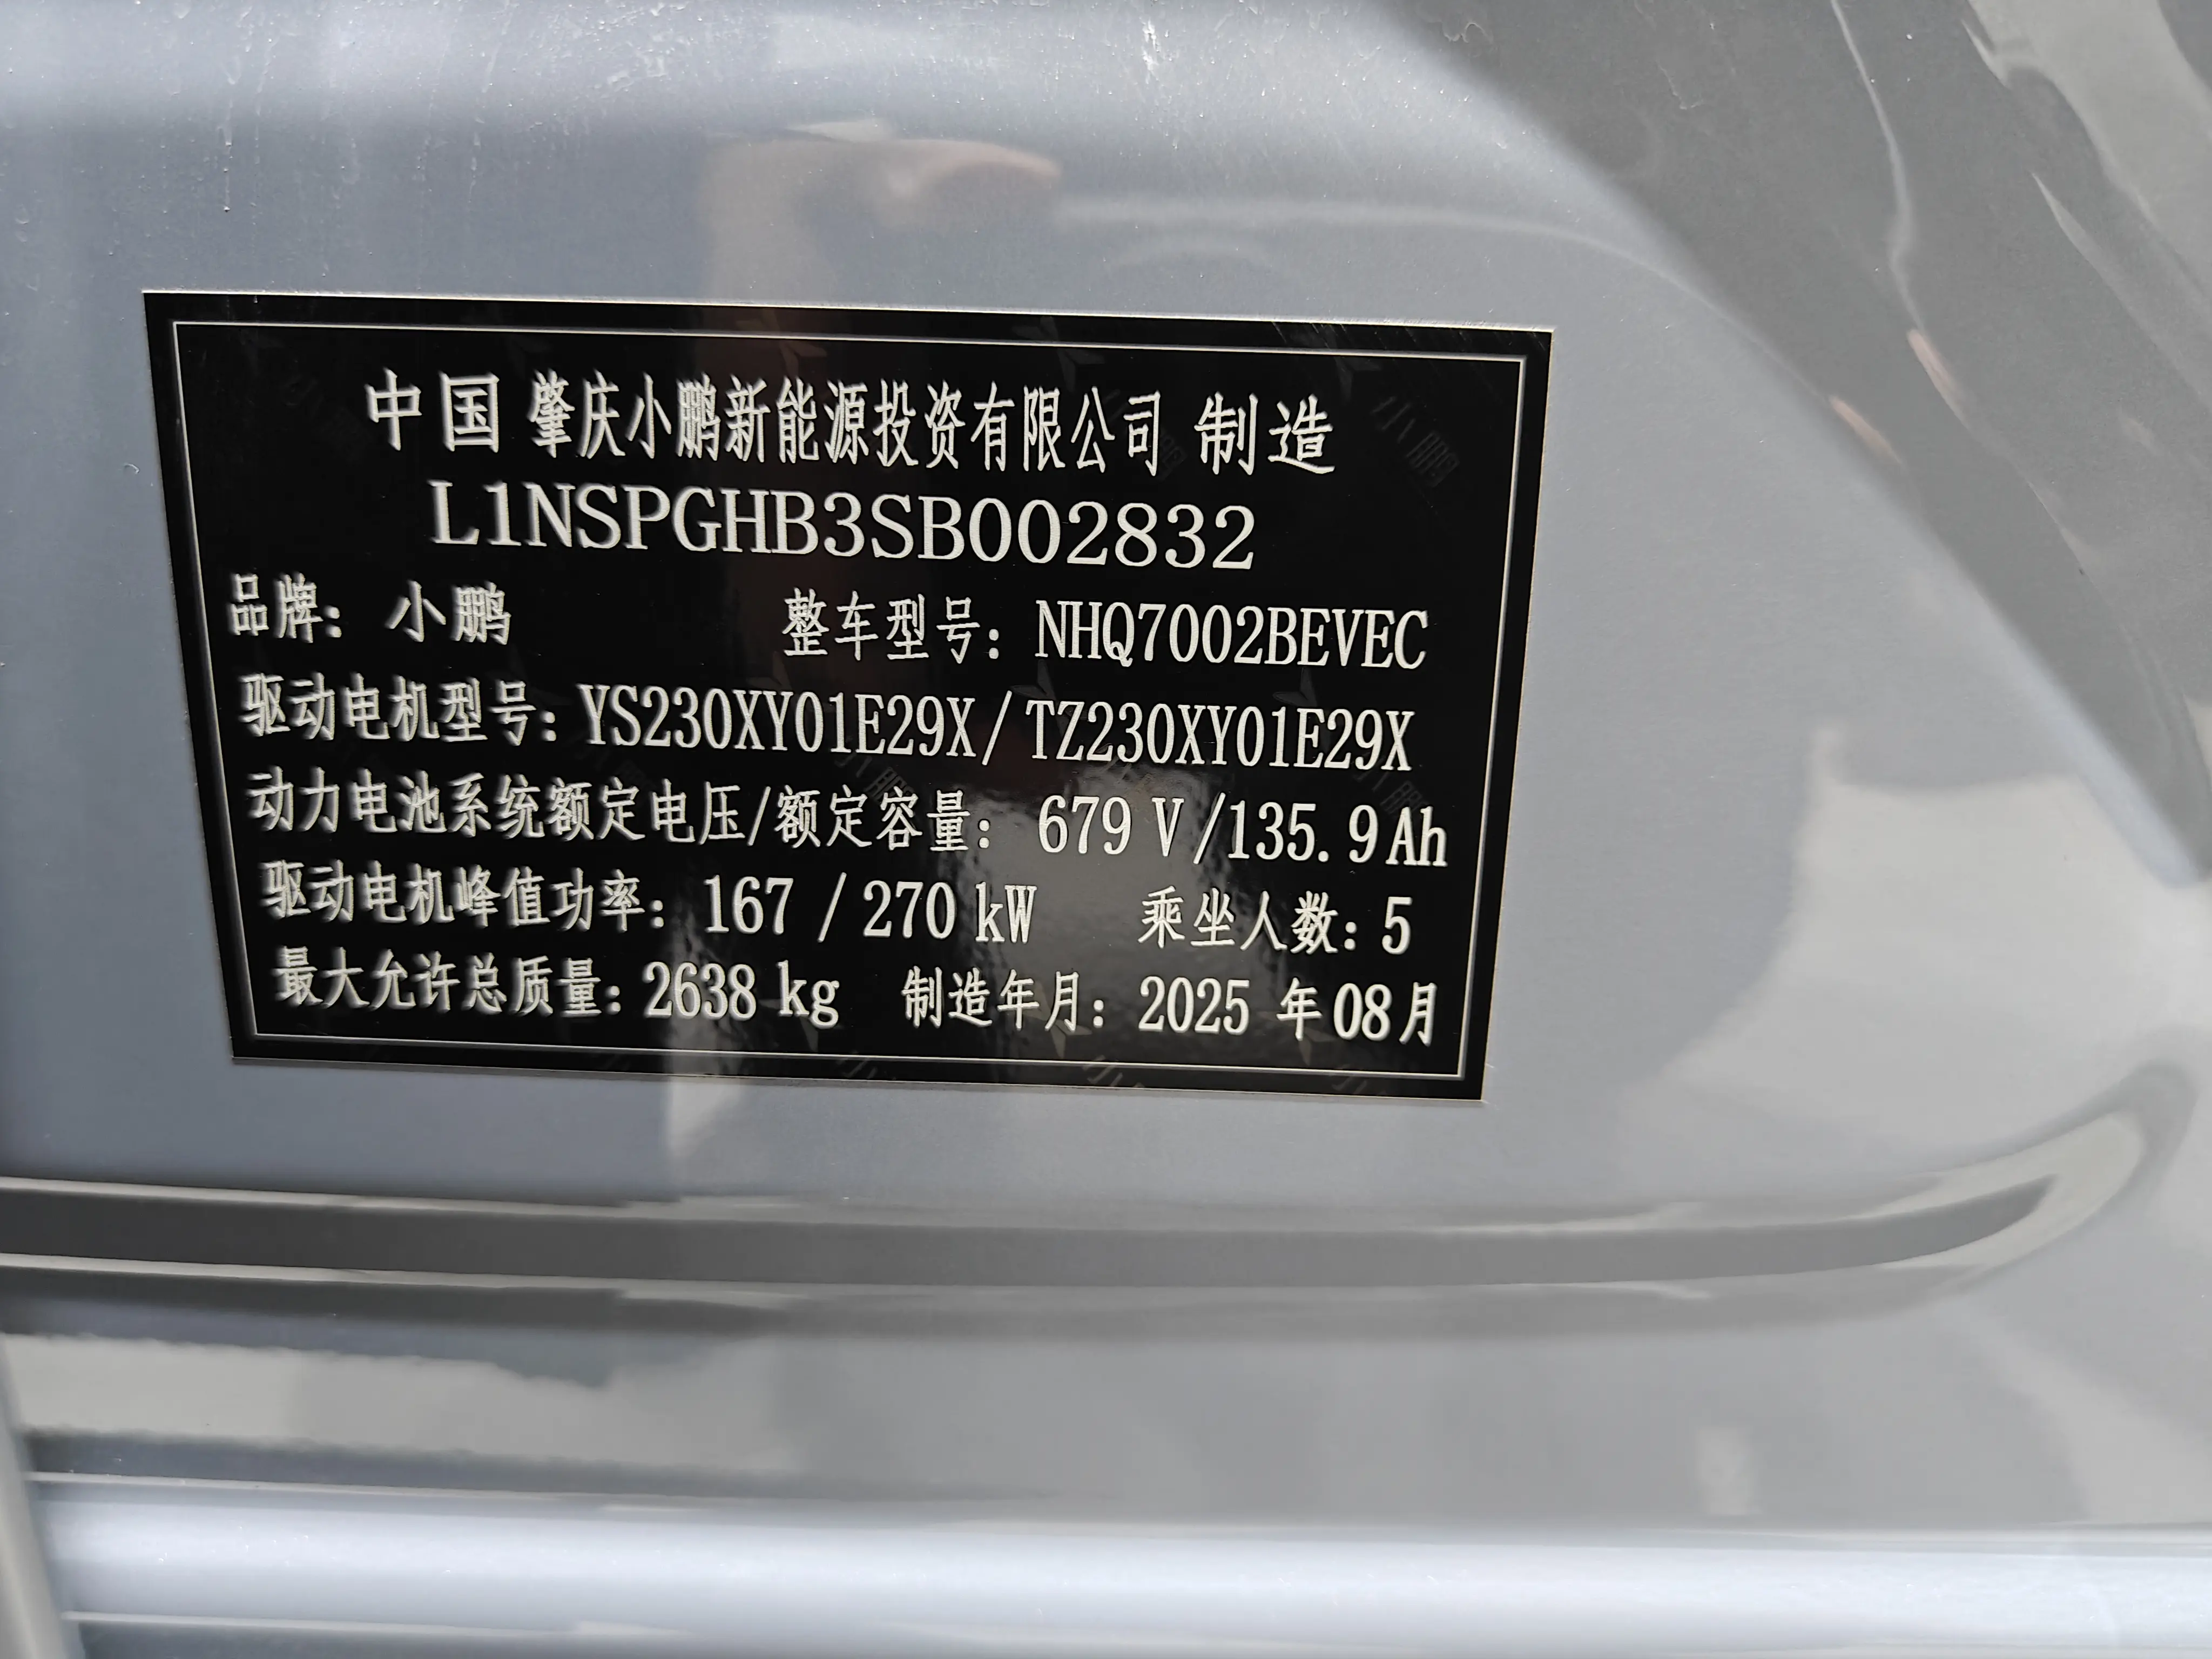 中国 肇庆小鹏新能源投资有限公司 制造
L1NSPGHB3SB002832
品牌: 小鹏 整车型号: NHQ7002BEVEC
驱动电机型号: YS230XY01E29X/TZ230XY01E29X
动力电池系统额定电压/额定容量: 679 V/135.9Ah
驱动电机峰值功率: 167 / 270 kW 乘坐人数: 5
最大允许总质量: 2638 kg 制造年月: 2025 年08月